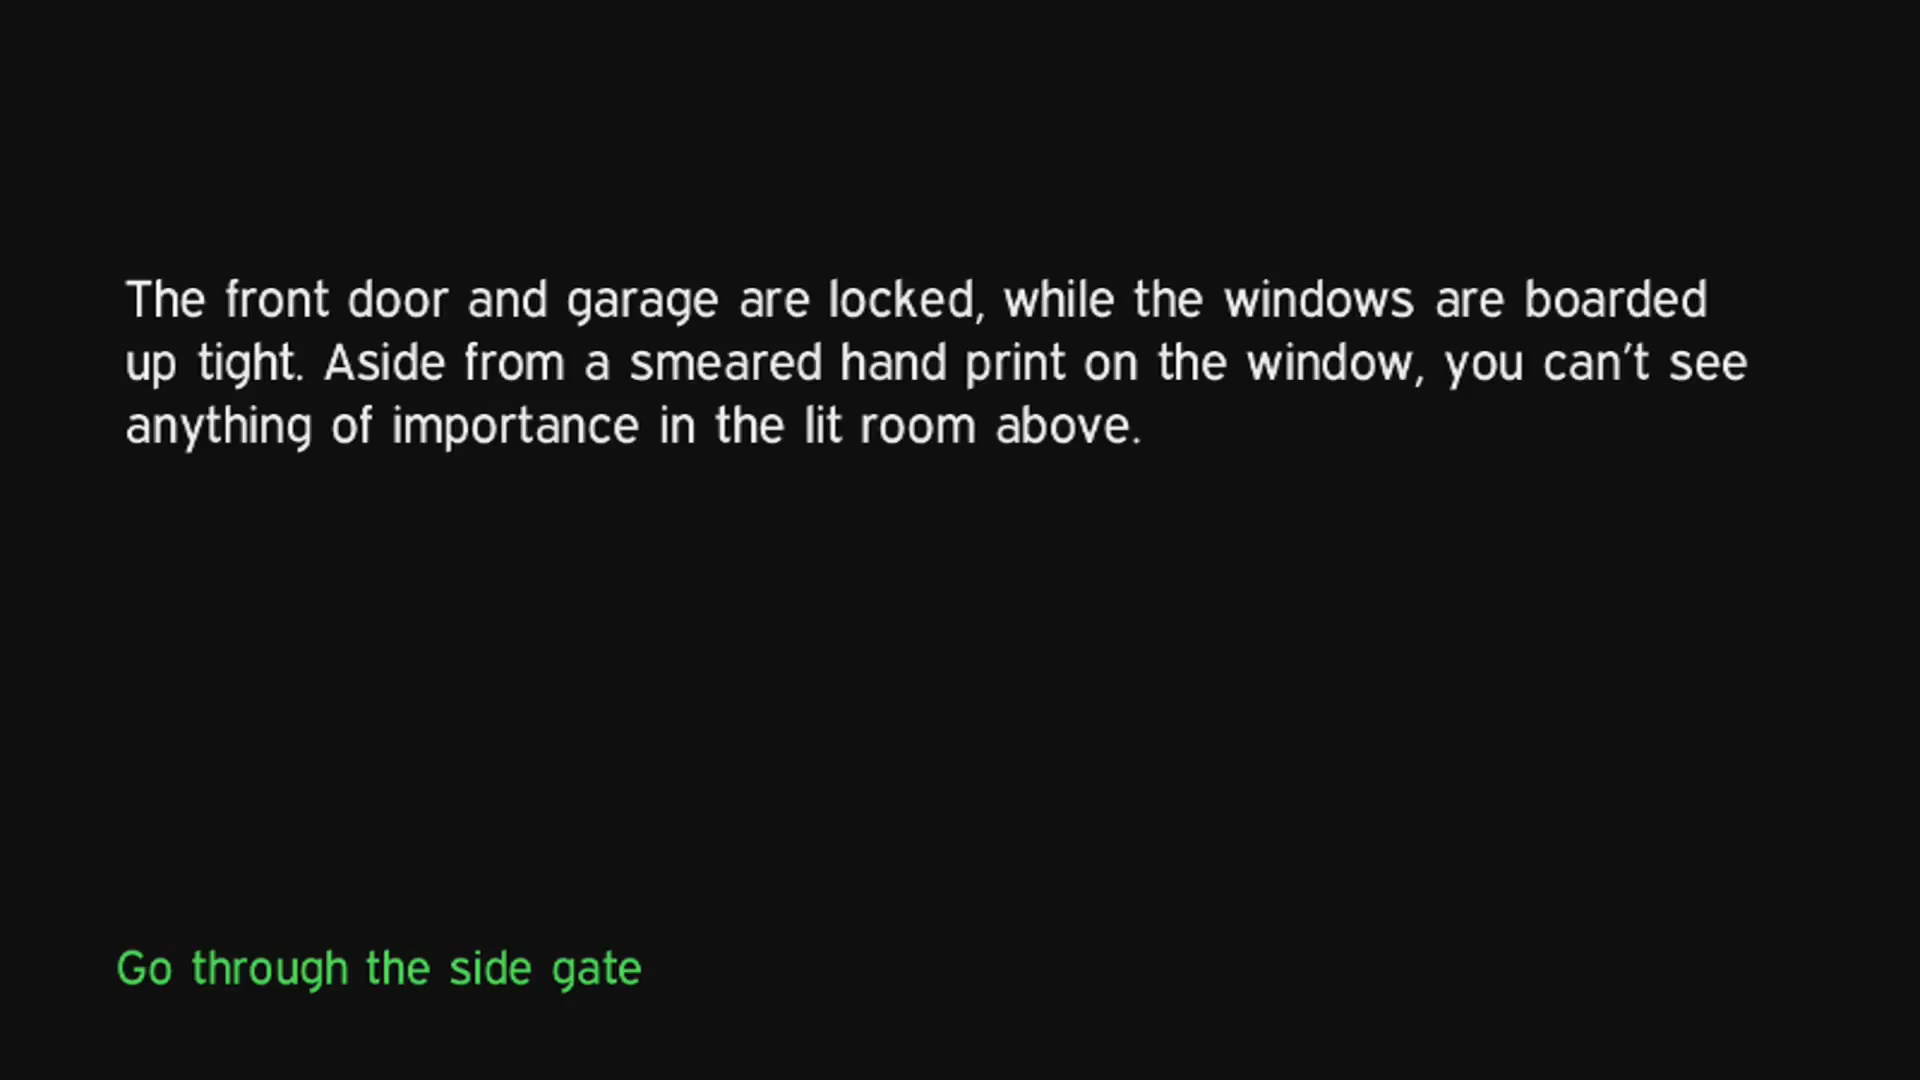 The front door and garage are locked, while the windows are boarded
up tight. Aside from a smeared hand print on the window, you can't see
anything of importance in the lit room above.
Go through the side gate